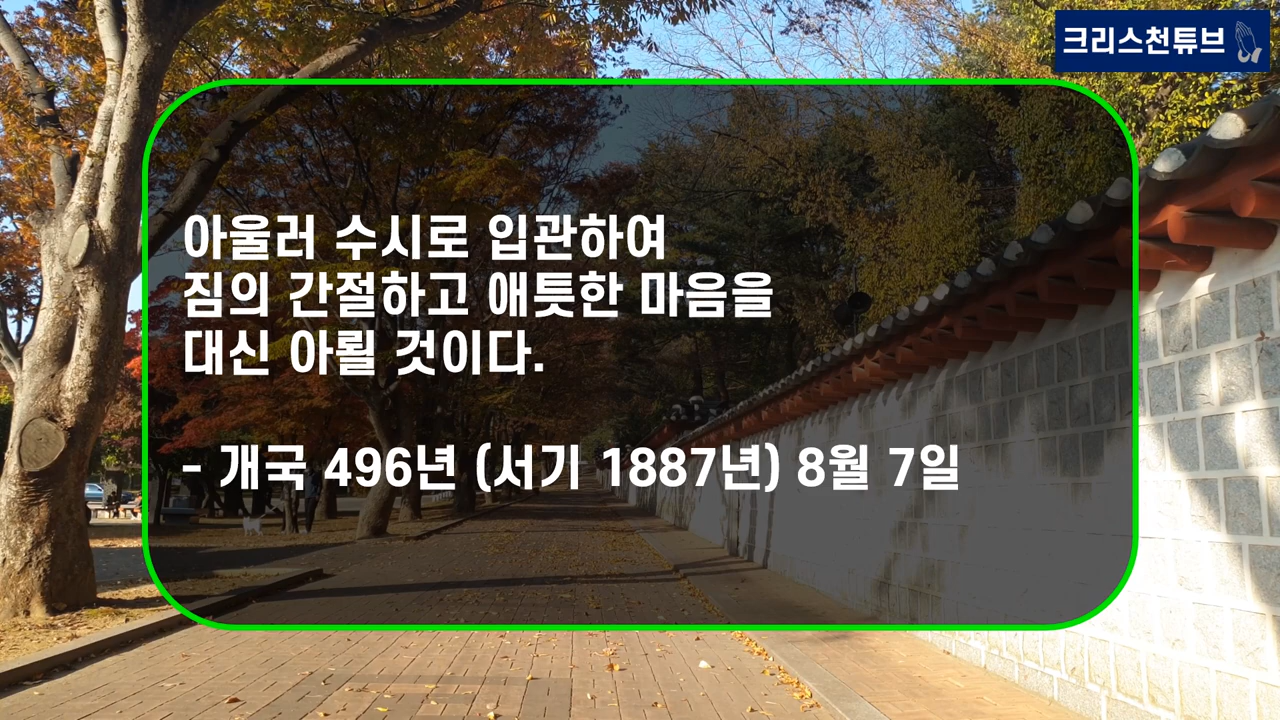 크리스천튜브
아울러 수시로 입관하여
짐의 간절하고 애틋한 마음을
대신 아뢸 것이다.
- 개국 496년 (서기 1887년) 8월 7일